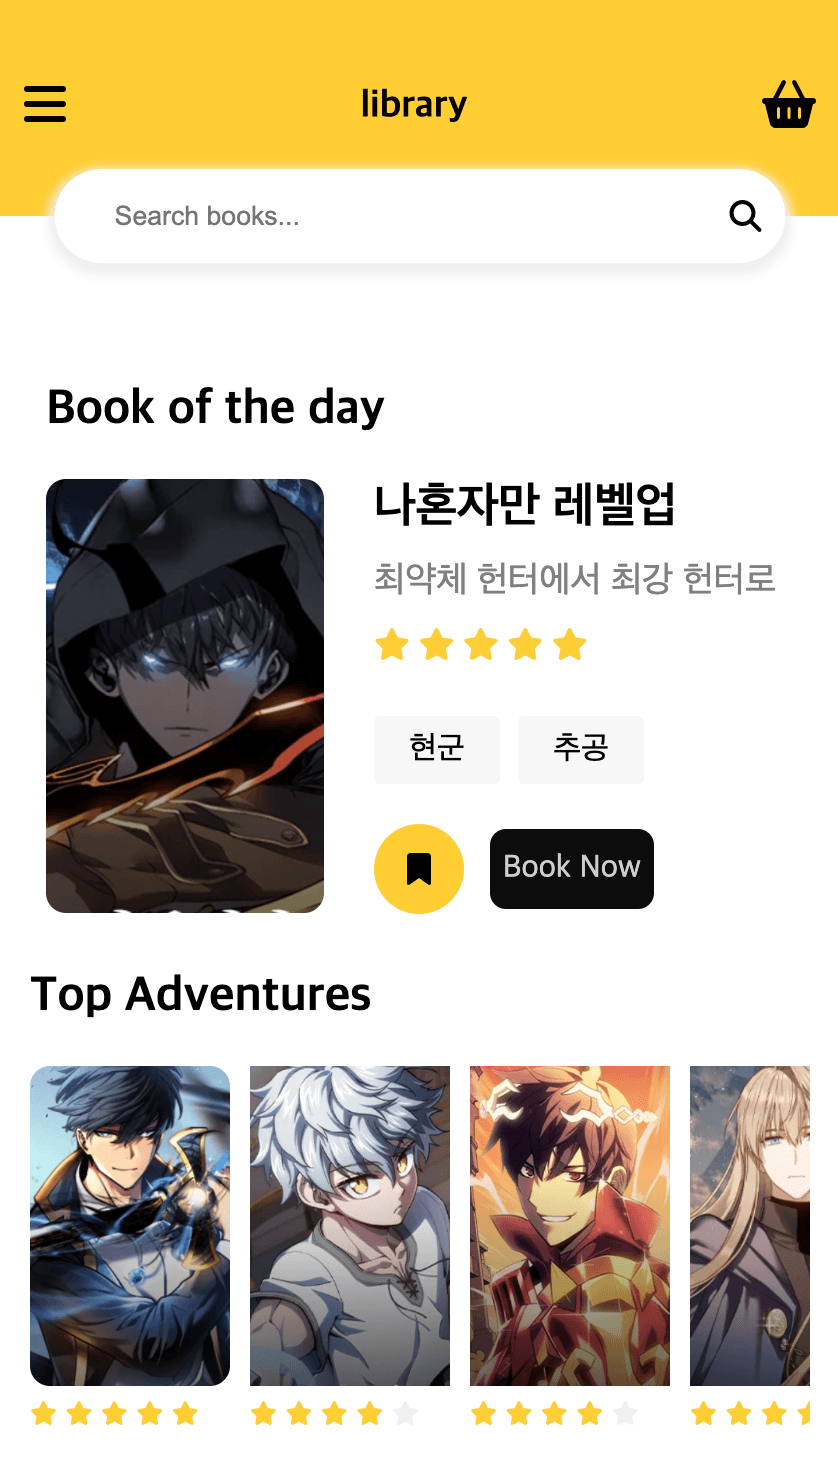 library
Search books...
Book of the day
나혼자만 레벨업
최약체 헌터에서 최강 헌터로
현군 추공
Book Now
Top Adventures